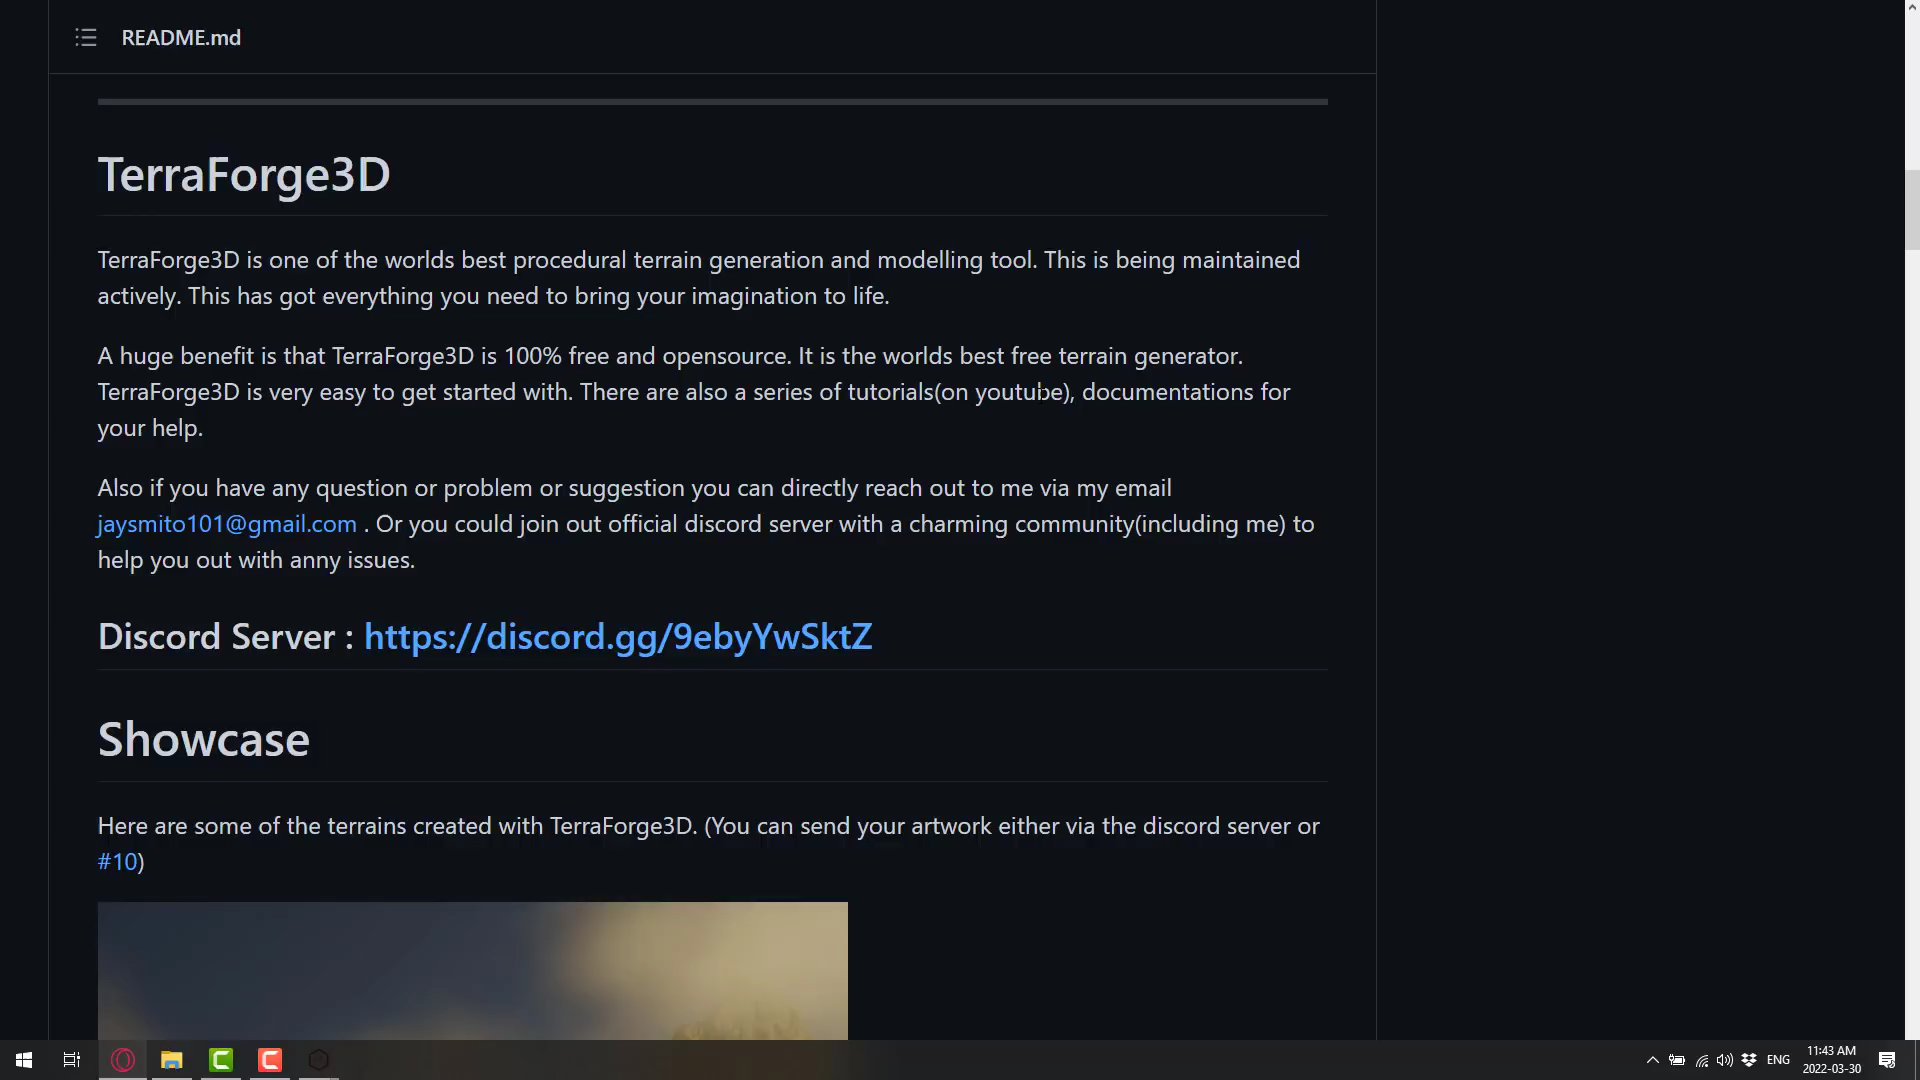 README.md
TerraForge3D
TerraForge3D is one of the worlds best procedural terrain generation and modelling tool. This is being maintained
actively. This has got everything you need to bring your imagination to life.
A huge benefit is that TerraForge3D is 100% free and opensource. It is the worlds best free terrain generator.
TerraForge3D is very easy to get started with. There are also a series of tutorials(on youtube), documentations for
your help.
Also if you have any question or problem or suggestion you can directly reach out to me via my email
jaysmito101@gmail.com . Or you could join out official discord server with a charming community(including me) to
help you out with anny issues.
Discord Server : https://discord.gg/9ebyYwSktZ
Showcase
Here are some of the terrains created with TerraForge3D. (You can send your artwork either via the discord server or
#10)
ENG
11:43 AM
2022-03-30